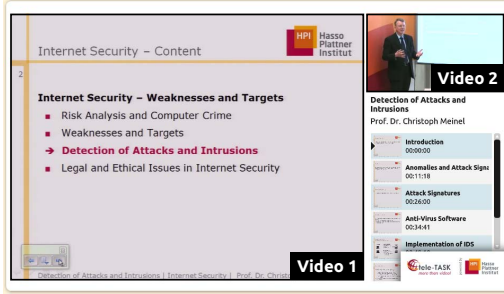 Internet Security – Content
HPI
Hasso
Plattner
Institut
2
Internet Security – Weaknesses and Targets
Risk Analysis and Computer Crime
Weaknesses and Targets
Detection of Attacks and Intrusions
Legal and Ethical Issues in Internet Security
Detection of Attacks and Intrusions | Internet Security | Prof. Dr.
Video 1
Video 2
Detection of Attacks and
Intrusions
Prof. Dr. Christoph Meinel
Introduction
00:00:00
Anomalies and Attack Signa
00:11:18
Attack Signatures
00:26:00
Anti-Virus Software
00:34:41
Implementation of IDS
tele-TASK
more than video!
Hasso
Plattner
Institut